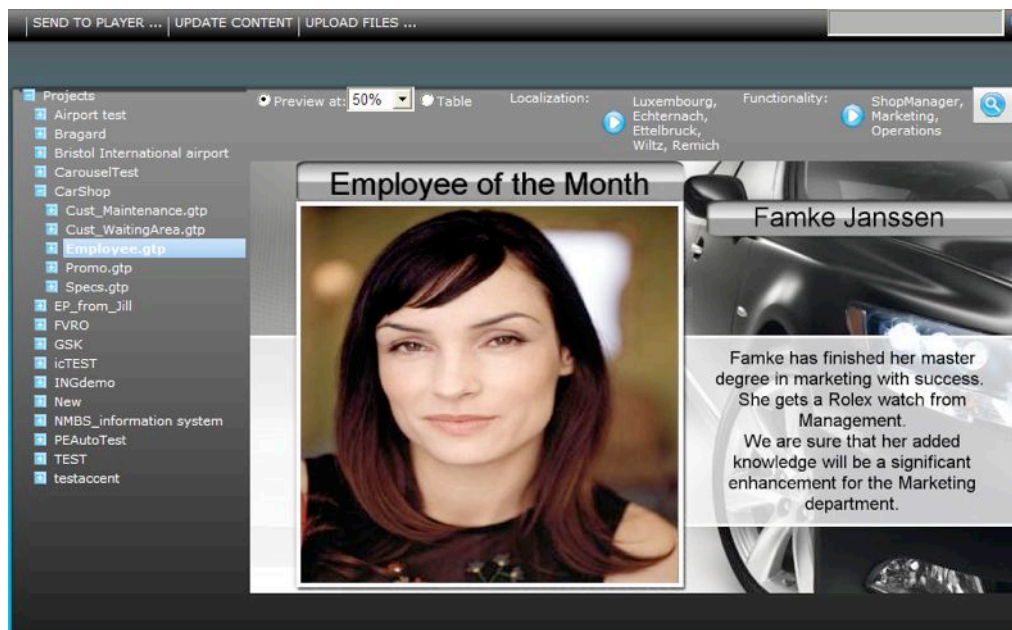 SEND TO PLAYER ... | UPDATE CONTENT | UPLOAD FILES ...
Projects
Airport test
Bragard
Bristol International airport
CarouselTest
CarShop
Cust_Maintenance.gtp
Cust_WaitingArea.gtp
Employee.gtp
Promo.gtp
Specs.gtp
EP_from_Jill
FVRO
GSK
icTEST
INGdemo
New
NMBS_information system
PEAutoTest
TEST
testaccent
Preview at: 50% Table
Localization:
Luxembourg,
Echternach,
Ettelbruck,
Wiltz, Remich
Functionality:
ShopManager,
Marketing,
Operations
Employee of the Month
Famke Janssen
Famke has finished her master
degree in marketing with success.
She gets a Rolex watch from
Management.
We are sure that her added
knowledge will be a significant
enhancement for the Marketing
department.